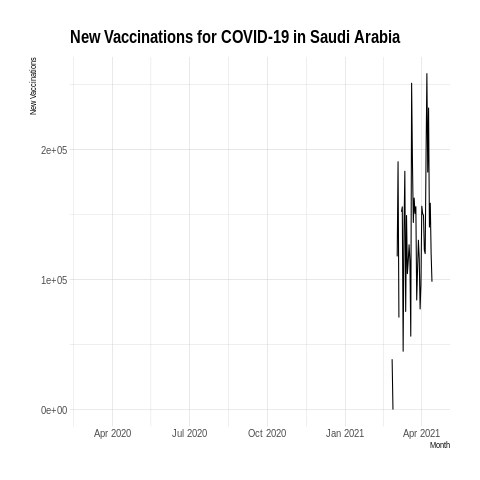 New Vaccinations for COVID-19 in Saudi Arabia
New Vaccinations
2e+05
1e+05
0e+00
Apr 2020 Jul 2020 Oct 2020 Jan 2021 Apr 2021
Month